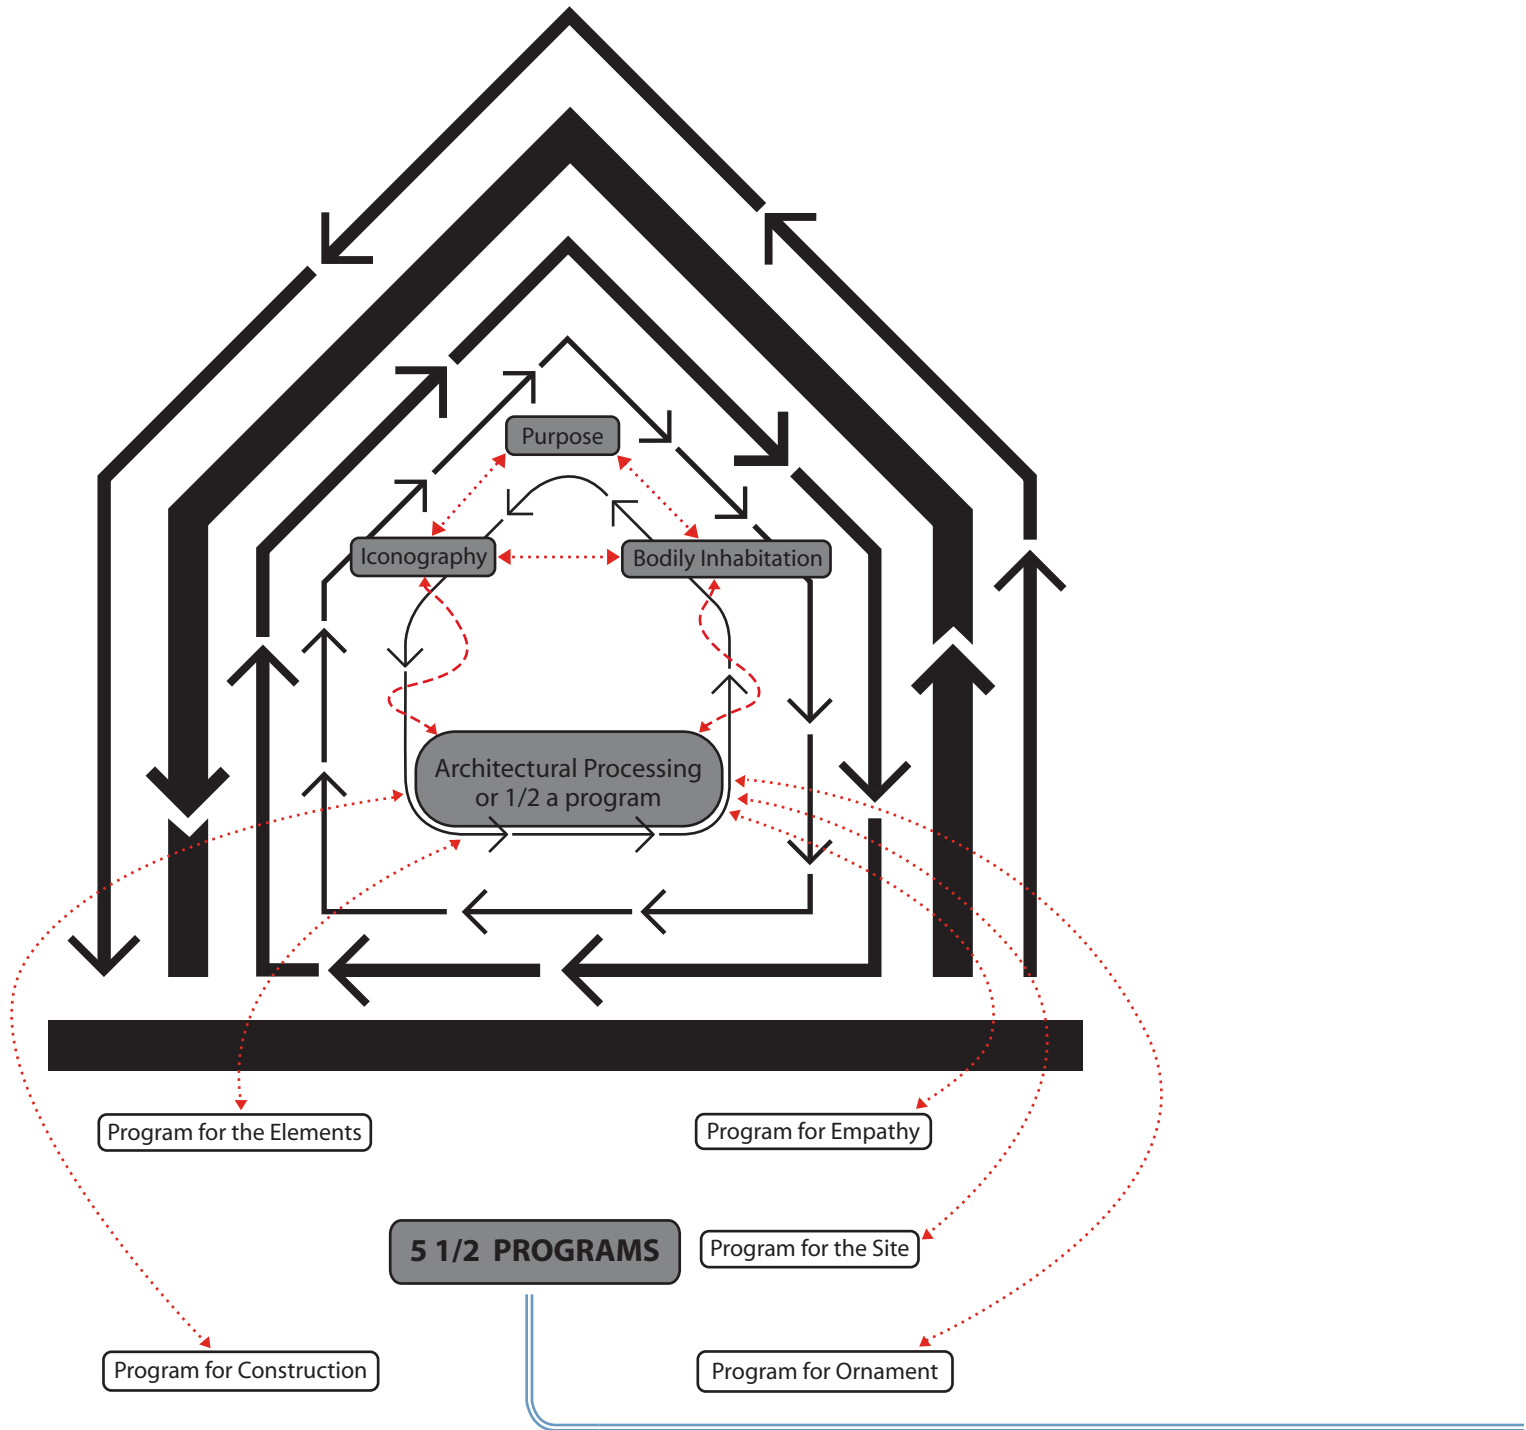 Purpose
Iconography
Bodily Inhabitation
Architectural Processing
or 1/2 a program
Program for the Elements
Program for Empathy
5 1/2 PROGRAMS
Program for the Site
Program for Construction
Program for Ornament